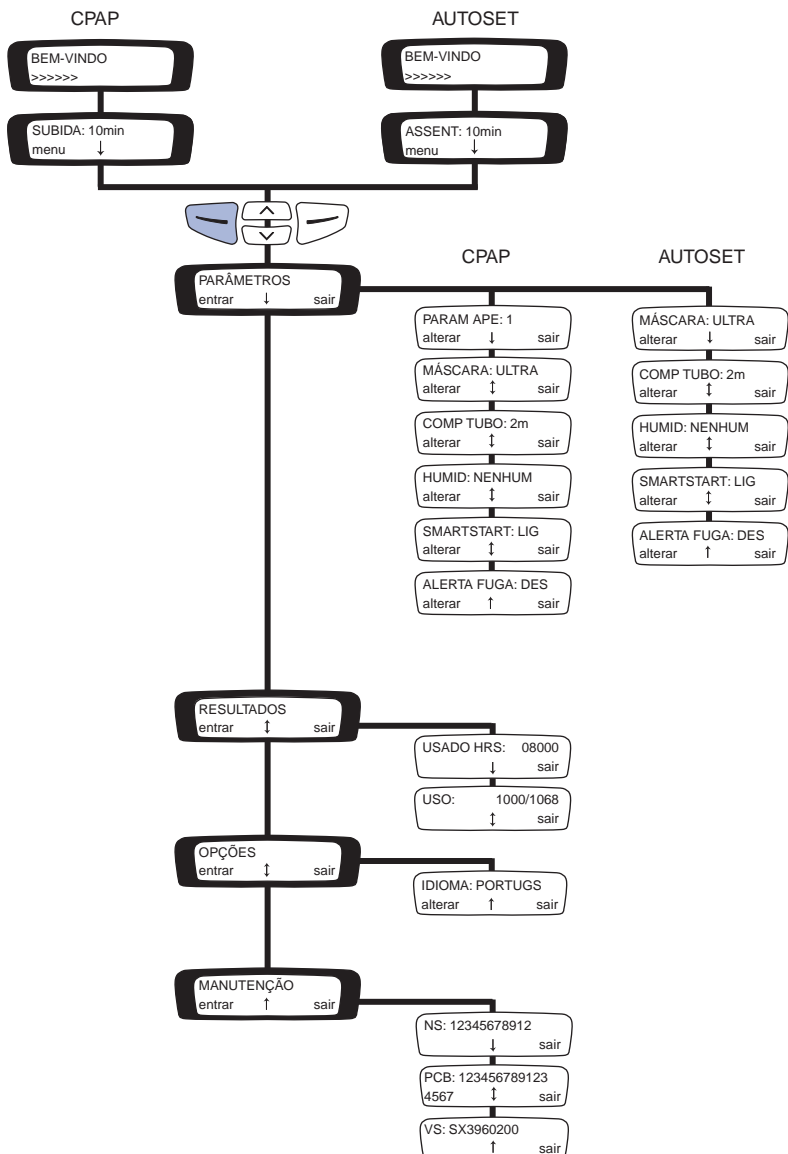 CPAP
AUTOSET
BEM-VINDO
>>>>>>
BEM-VINDO
>>>>>>
SUBIDA: 10min
menu ↓
ASSENT: 10min
menu ↓
PARÂMETROS
entrar ↓ sair
CPAP
PARAM APE: 1
alterar ↓ sair
MÁSCARA: ULTRA
alterar ↕ sair
COMP TUBO: 2m
alterar ↕ sair
HUMID: NENHUM
alterar ↕ sair
SMARTSTART: LIG
alterar ↕ sair
ALERTA FUGA: DES
alterar ↑ sair
AUTOSET
MÁSCARA: ULTRA
alterar ↓ sair
COMP TUBO: 2m
alterar ↕ sair
HUMID: NENHUM
alterar ↕ sair
SMARTSTART: LIG
alterar ↕ sair
ALERTA FUGA: DES
alterar ↑ sair
RESULTADOS
entrar ↕ sair
USADO HRS: 08000
↓ sair
USO: 1000/1068
↕ sair
OPÇÕES
entrar ↕ sair
IDIOMA: PORTUGS
alterar ↑ sair
MANUTENÇÃO
entrar ↑ sair
NS: 12345678912
↓ sair
PCB: 123456789123
4567 ↕ sair
VS: SX3960200
↑ sair